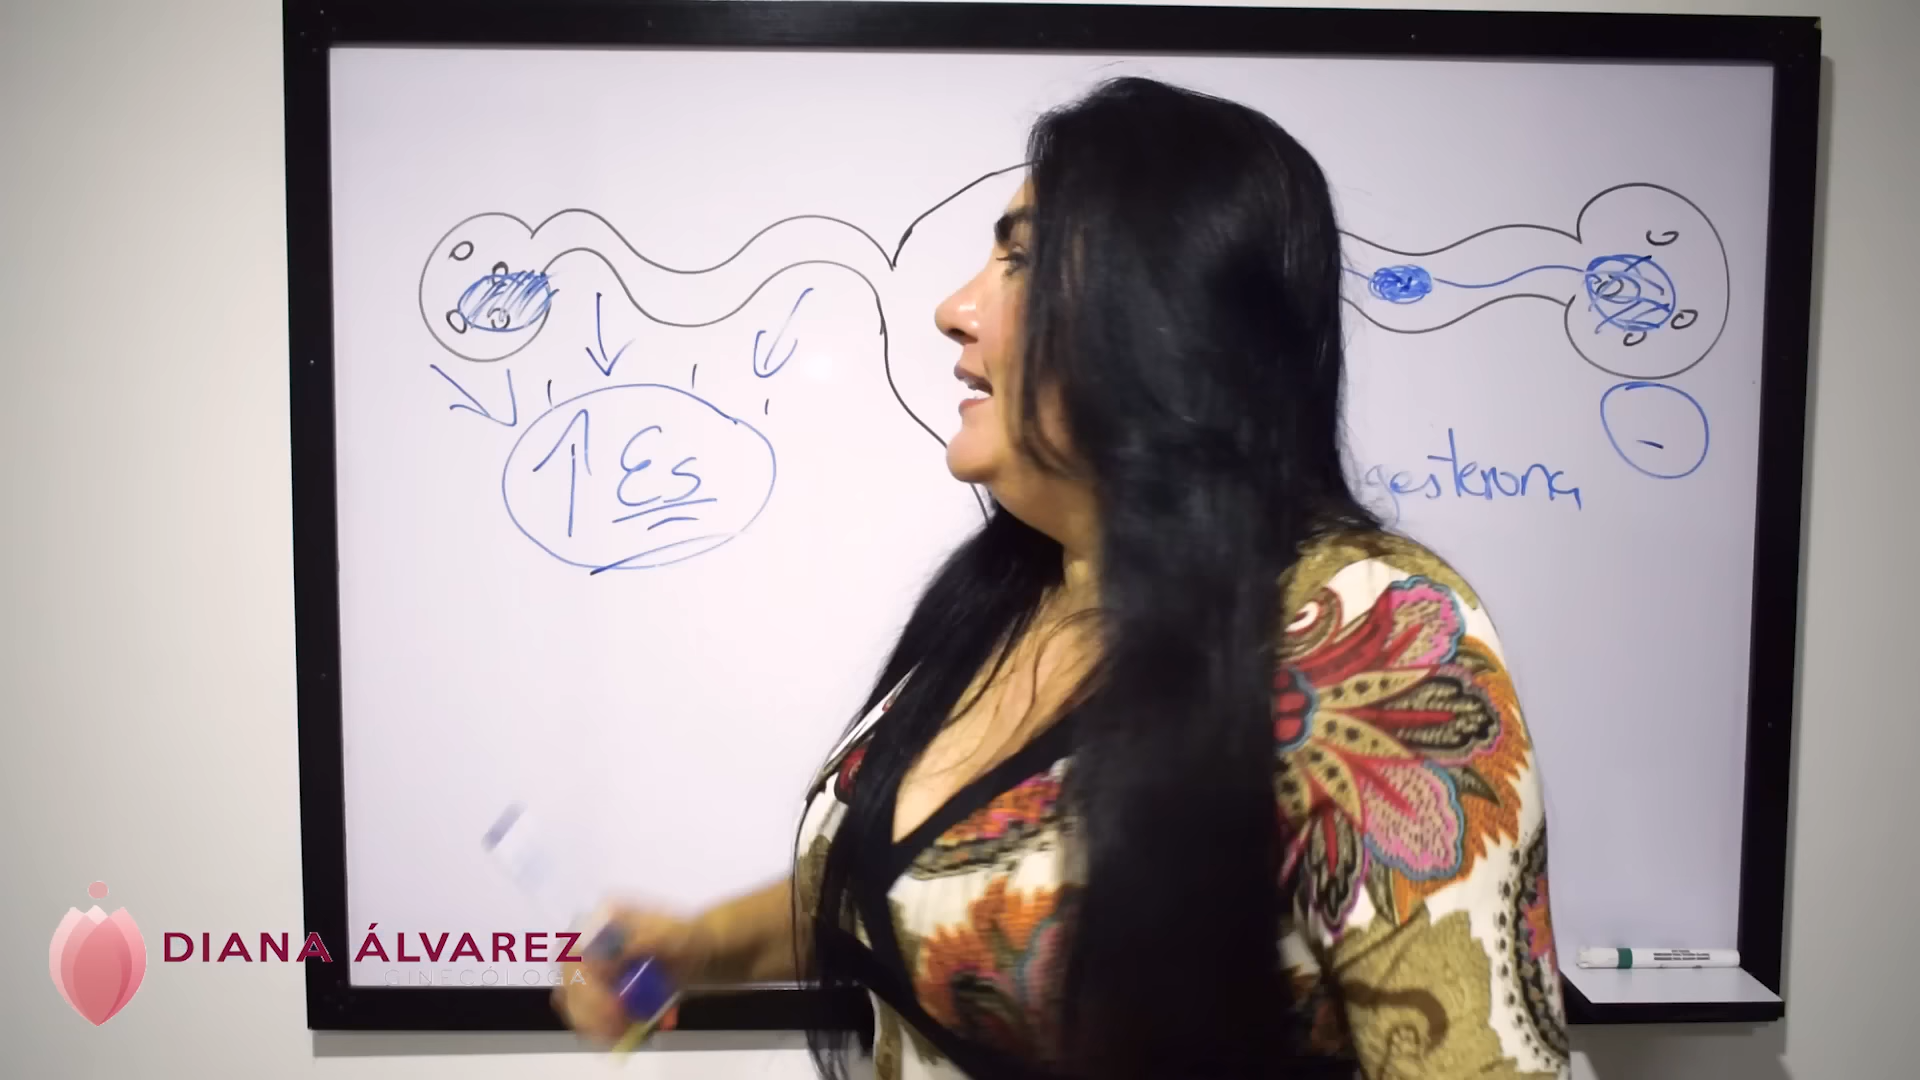 ↑ Es
gesterona
-
DIANA ÁLVAREZ
GINECÓLOGA